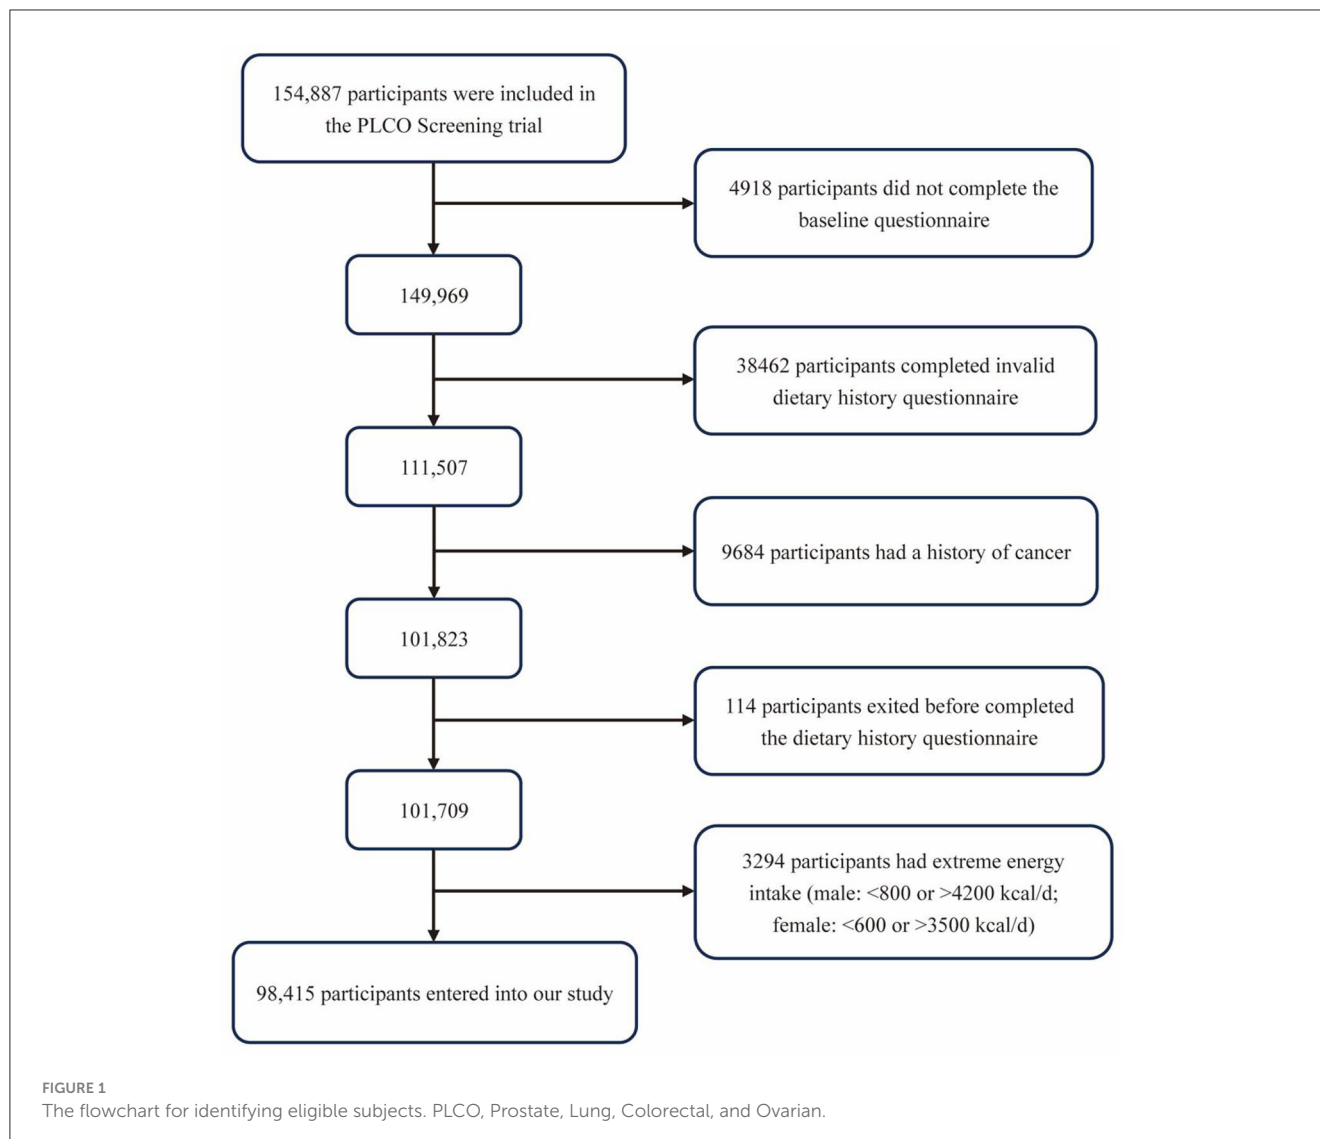 154,887 participants were included in
the PLCO Screening trial
4918 participants did not complete the
baseline questionnaire
149,969
38462 participants completed invalid
dietary history questionnaire
111,507
9684 participants had a history of cancer
101,823
114 participants exited before completed
the dietary history questionnaire
101,709
3294 participants had extreme energy
intake (male: <800 or >4200 kcal/d;
female: <600 or >3500 kcal/d)
98,415 participants entered into our study
FIGURE 1
The flowchart for identifying eligible subjects. PLCO, Prostate, Lung, Colorectal, and Ovarian.